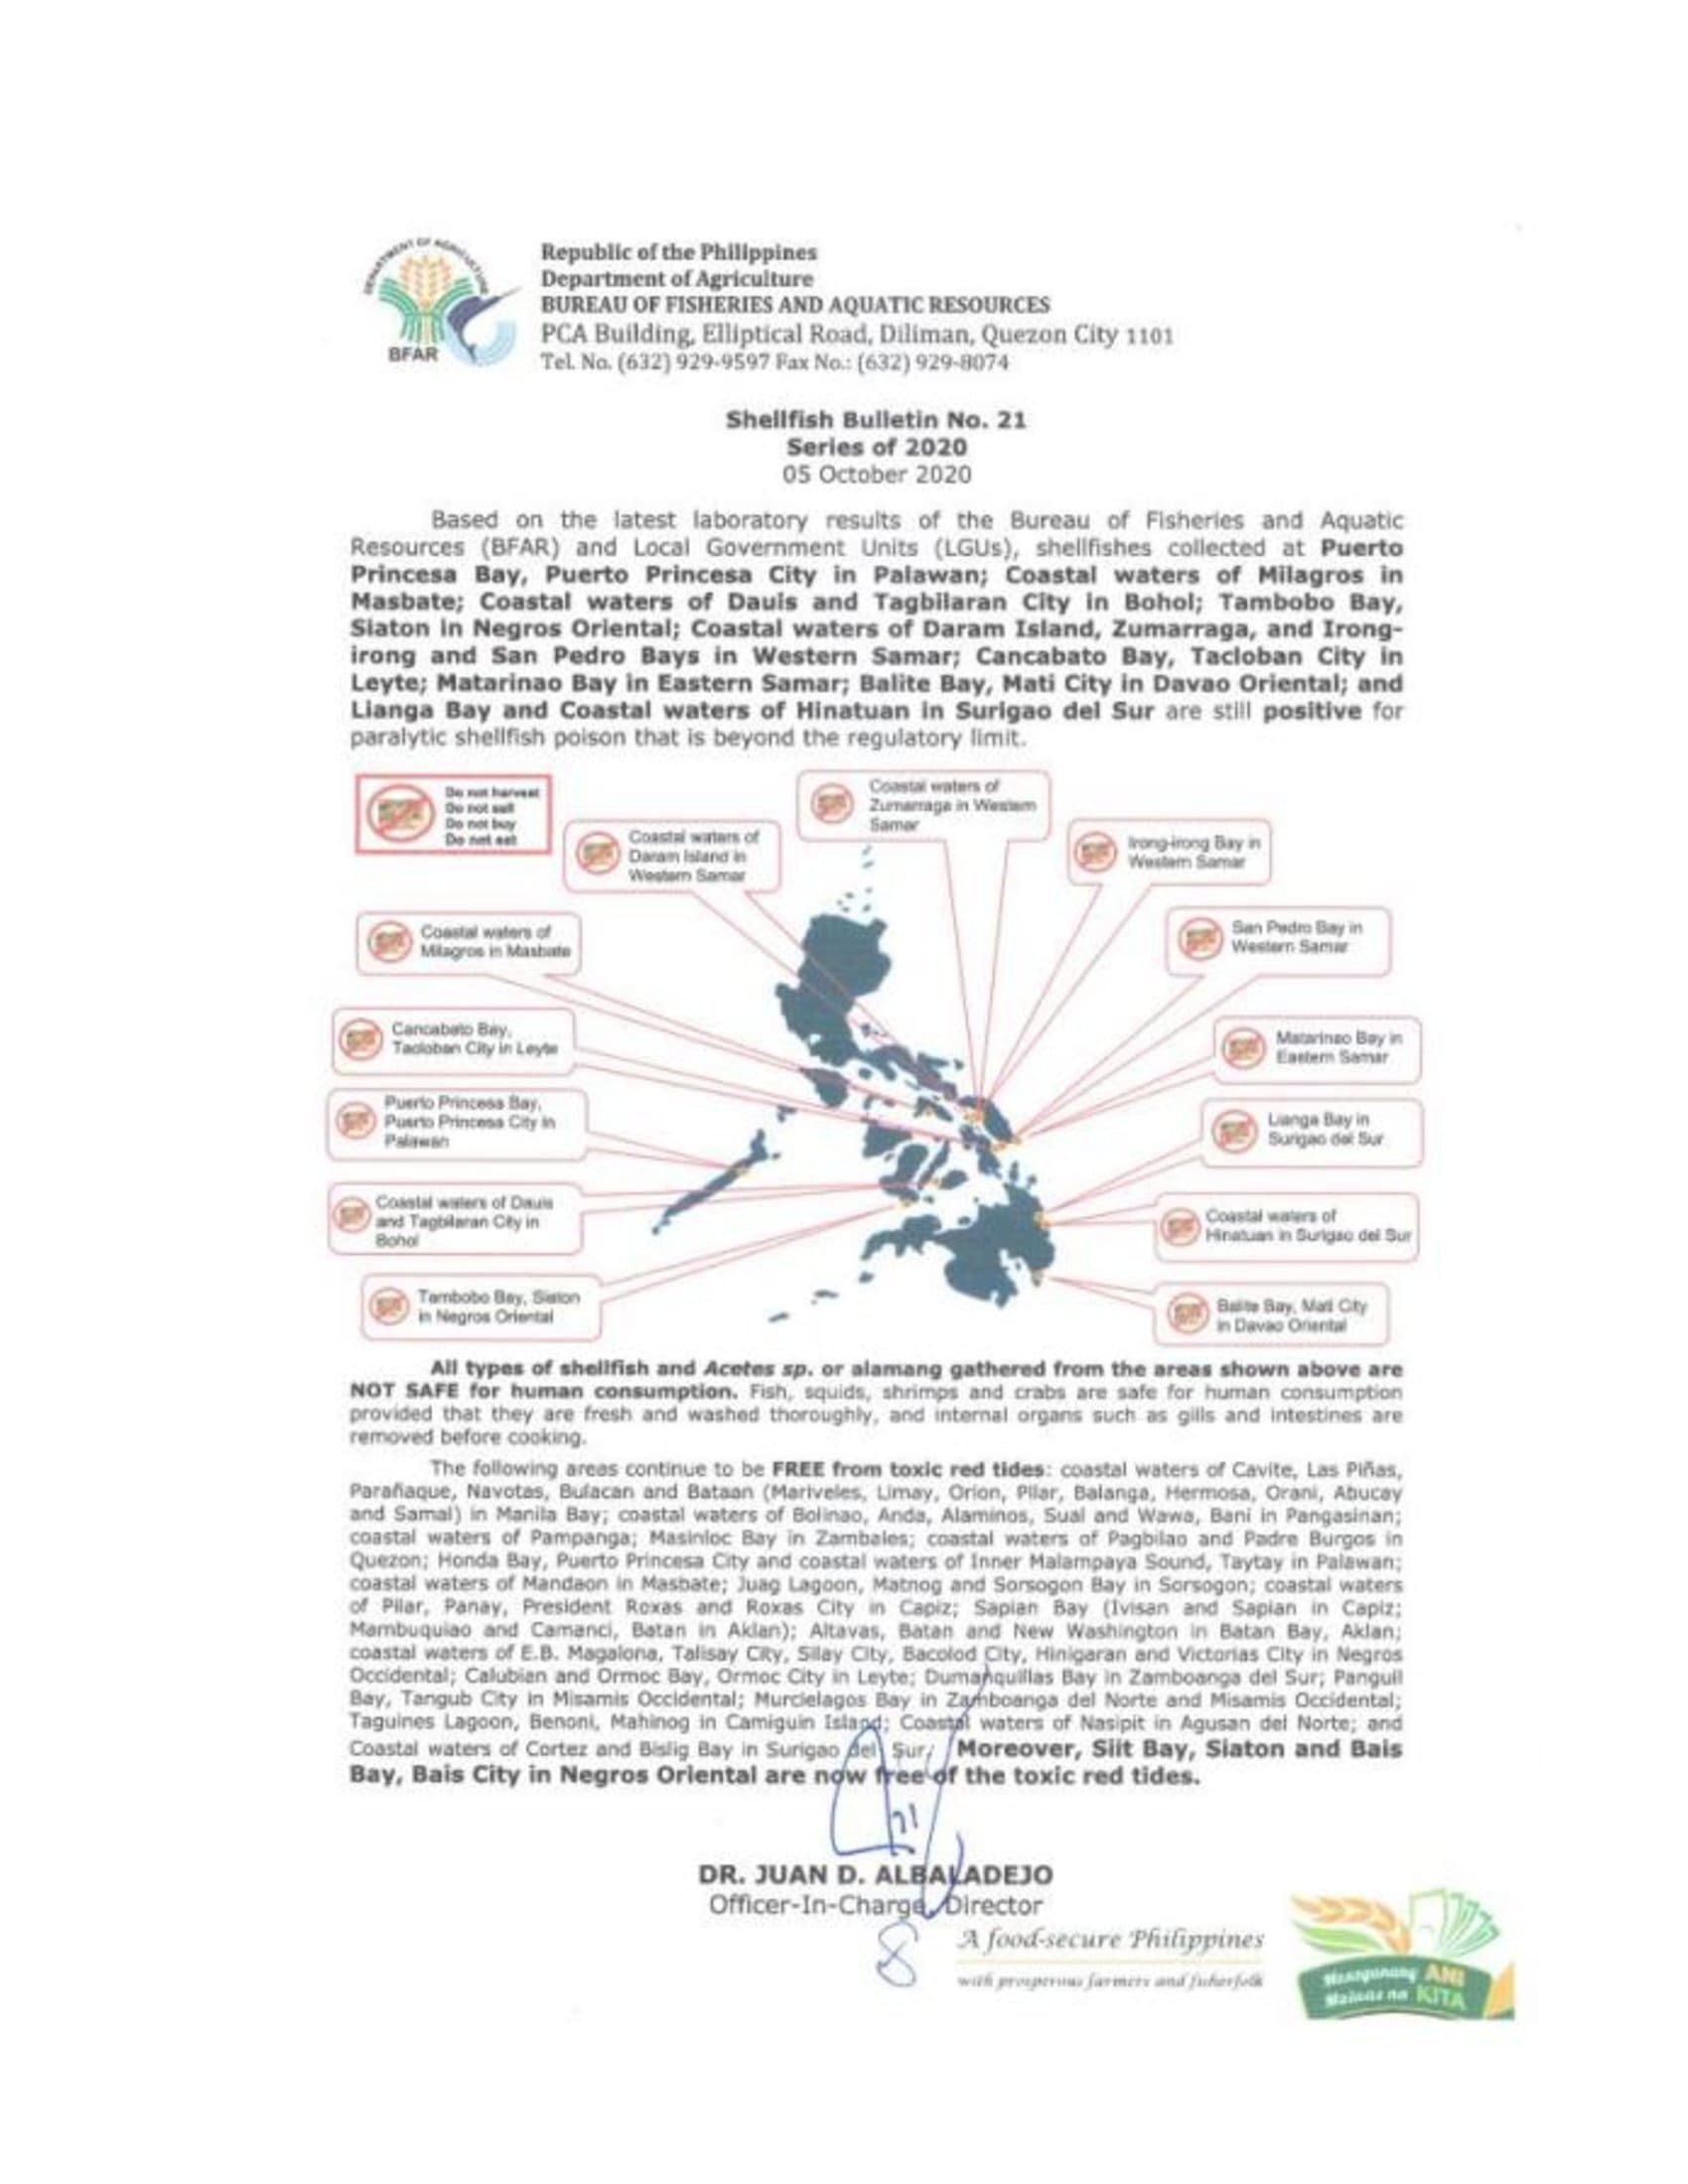 DEPARTMENT OF AGRICULTURE
BFAR
Republic of the Philippines
Department of Agriculture
BUREAU OF FISHERIES AND AQUATIC RESOURCES
PCA Building, Elliptical Road, Diliman, Quezon City 1101
Tel. No. (632) 929-9597 Fax No.: (632) 929-8074
Shellfish Bulletin No. 21
Series of 2020
05 October 2020
Based on the latest laboratory results of the Bureau of Fisheries and Aquatic
Resources (BFAR) and Local Government Units (LGUs), shellfishes collected at Puerto
Princesa Bay, Puerto Princesa City in Palawan; Coastal waters of Milagros in
Masbate; Coastal waters of Dauis and Tagbilaran City in Bohol; Tambobo Bay,
Siaton in Negros Oriental; Coastal waters of Daram Island, Zumarraga, and Irong-
irong and San Pedro Bays in Western Samar; Cancabato Bay, Tacloban City in
Leyte; Matarinao Bay in Eastern Samar; Balite Bay, Mati City in Davao Oriental; and
Lianga Bay and Coastal waters of Hinatuan in Surigao del Sur are still positive for
paralytic shellfish poison that is beyond the regulatory limit.
Do not harvest
Do not sell
Do not buy
Do not eat
Coastal waters of
Daram Island in
Western Samar
Coastal waters of
Zumarraga in Western
Samar
Irong-irong Bay in
Western Samar
Coastal waters of
Milagros in Masbate
San Pedro Bay in
Western Samar
Cancabato Bay,
Tacloban City in Leyte
Matarinao Bay in
Eastern Samar
Puerto Princesa Bay,
Puerto Princesa City in
Palawan
Lianga Bay in
Surigao del Sur
Coastal waters of Dauis
and Tagbilaran City in
Bohol
Coastal waters of
Hinatuan in Surigao del Sur
Tambobo Bay, Siaton
in Negros Oriental
Balite Bay, Mati City
in Davao Oriental
All types of shellfish and Acetes sp. or alamang gathered from the areas shown above are
NOT SAFE for human consumption. Fish, squids, shrimps and crabs are safe for human consumption
provided that they are fresh and washed thoroughly, and internal organs such as gills and intestines are
removed before cooking.
The following areas continue to be FREE from toxic red tides: coastal waters of Cavite, Las Piñas,
Parañaque, Navotas, Bulacan and Bataan (Mariveles, Limay, Orion, Pilar, Balanga, Hermosa, Orani, Abucay
and Samal) in Manila Bay; coastal waters of Bolinao, Anda, Alaminos, Sual and Wawa, Bani in Pangasinan;
coastal waters of Pampanga; Masinloc Bay in Zambales; coastal waters of Pagbilao and Padre Burgos in
Quezon; Honda Bay, Puerto Princesa City and coastal waters of Inner Malampaya Sound, Taytay in Palawan;
coastal waters of Mandaon in Masbate; Juag Lagoon, Matnog and Sorsogon Bay in Sorsogon; coastal waters
of Pilar, Panay, President Roxas and Roxas City in Capiz; Sapian Bay (Ivisan and Sapian in Capiz;
Mambuquiao and Camanci, Batan in Aklan); Altavas, Batan and New Washington in Batan Bay, Aklan;
coastal waters of E.B. Magalona, Talisay City, Silay City, Bacolod City, Hinigaran and Victorias City in Negros
Occidental; Calubian and Ormoc Bay, Ormoc City in Leyte; Dumanquillas Bay in Zamboanga del Sur; Panguil
Bay, Tangub City in Misamis Occidental; Murcielagos Bay in Zamboanga del Norte and Misamis Occidental;
Taguines Lagoon, Benoni, Mahinog in Camiguin Island; Coastal waters of Nasipit in Agusan del Norte; and
Coastal waters of Cortez and Bislig Bay in Surigao del Sur. Moreover, Siit Bay, Siaton and Bais
Bay, Bais City in Negros Oriental are now free of the toxic red tides.
DR. JUAN D. ALBALADEJO
Officer-In-Charge, Director
8
A food-secure Philippines
with prosperous farmers and fisherfolk
Masaganang ANI
Mataas na KITA